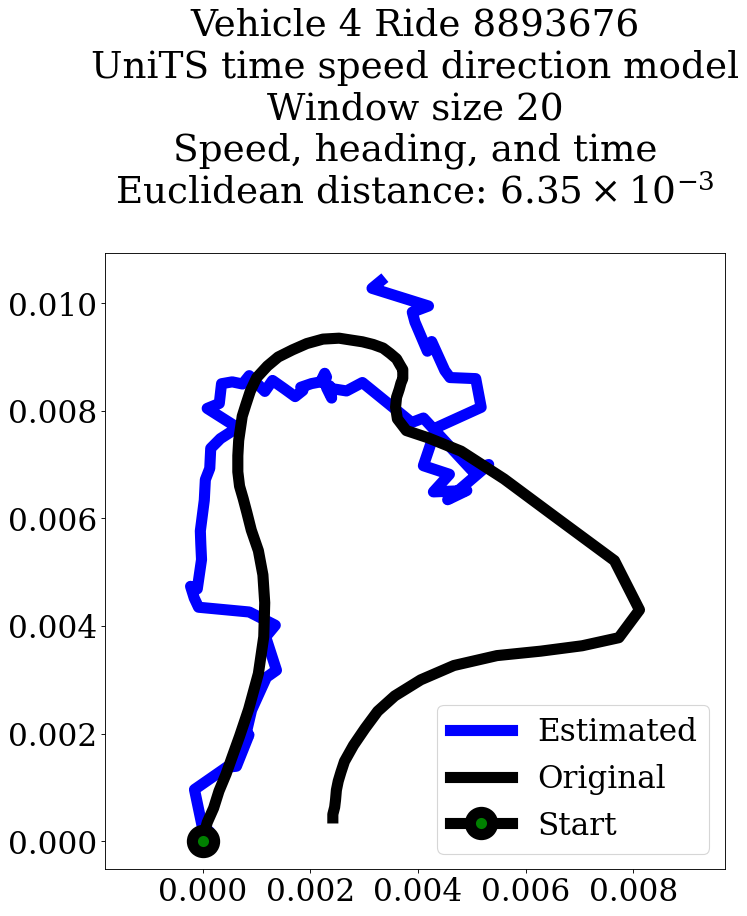 Vehicle 4 Ride 8893676
UniTS time speed direction model
Window size 20
Speed, heading, and time
Euclidean distance: 6.35 × 10⁻³
0.010
0.008
0.006
0.004
0.002
0.000
Estimated
Original
Start
0.000 0.002 0.004 0.006 0.008